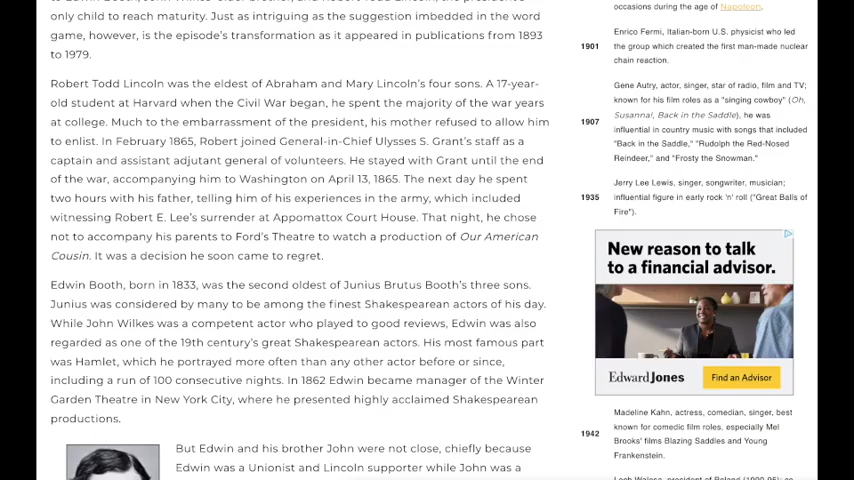 to Edwin Booth, John Wilkes' elder brother, and Robert Todd Lincoln, the president's
only child to reach maturity. Just as intriguing as the suggestion imbedded in the word
game, however, is the episode's transformation as it appeared in publications from 1893
to 1979.
Robert Todd Lincoln was the eldest of Abraham and Mary Lincoln's four sons. A 17-year-
old student at Harvard when the Civil War began, he spent the majority of the war years
at college. Much to the embarrassment of the president, his mother refused to allow him
to enlist. In February 1865, Robert joined General-in-Chief Ulysses S. Grant's staff as a
captain and assistant adjutant general of volunteers. He stayed with Grant until the end
of the war, accompanying him to Washington on April 13, 1865. The next day he spent
two hours with his father, telling him of his experiences in the army, which included
witnessing Robert E. Lee's surrender at Appomattox Court House. That night, he chose
not to accompany his parents to Ford's Theatre to watch a production of Our American
Cousin. It was a decision he soon came to regret.
Edwin Booth, born in 1833, was the second oldest of Junius Brutus Booth's three sons.
Junius was considered by many to be among the finest Shakespearean actors of his day.
While John Wilkes was a competent actor who played to good reviews, Edwin was also
regarded as one of the 19th century's great Shakespearean actors. His most famous part
was Hamlet, which he portrayed more often than any other actor before or since,
including a run of 100 consecutive nights. In 1862 Edwin became manager of the Winter
Garden Theatre in New York City, where he presented highly acclaimed Shakespearean
productions.
But Edwin and his brother John were not close, chiefly because
Edwin was a Unionist and Lincoln supporter while John was a
occasions during the age of Napoleon.
Enrico Fermi, Italian-born U.S. physicist who led
1901 the group which created the first man-made nuclear
chain reaction.
Gene Autry, actor, singer, star of radio, film and TV;
known for his film roles as a "singing cowboy" (Oh,
Susanna!, Back in the Saddle), he was
1907 influential in country music with songs that included
"Back in the Saddle," "Rudolph the Red-Nosed
Reindeer," and "Frosty the Snowman."
Jerry Lee Lewis, singer, songwriter, musician;
1935 influential figure in early rock 'n' roll ("Great Balls of
Fire").
New reason to talk
to a financial advisor.
Edward Jones
Find an Advisor
Madeline Kahn, actress, comedian, singer, best
known for comedic film roles, especially Mel
1942 Brooks' films Blazing Saddles and Young
Frankenstein.
Lech Walesa, president of Poland (1990-95); co